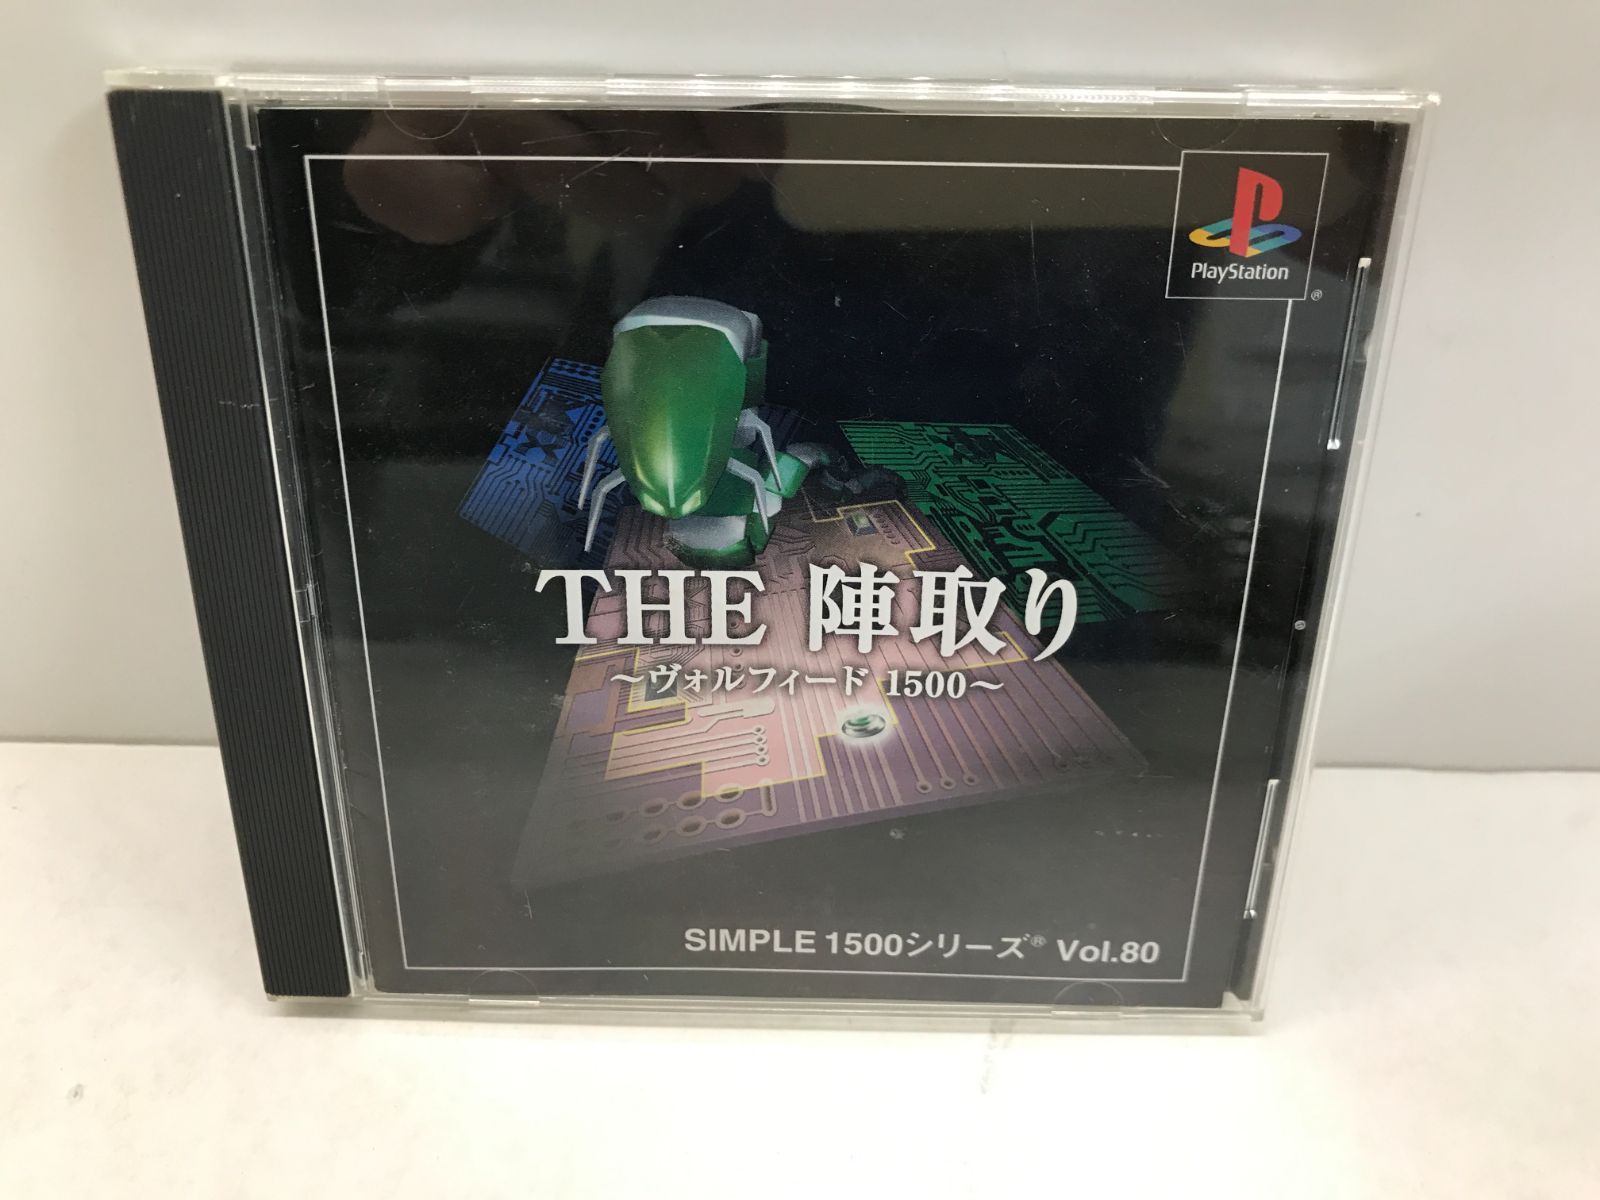 PlayStation
®
THE 陣取り
～ヴォルフィード 1500～
SIMPLE 1500シリーズ® Vol.80